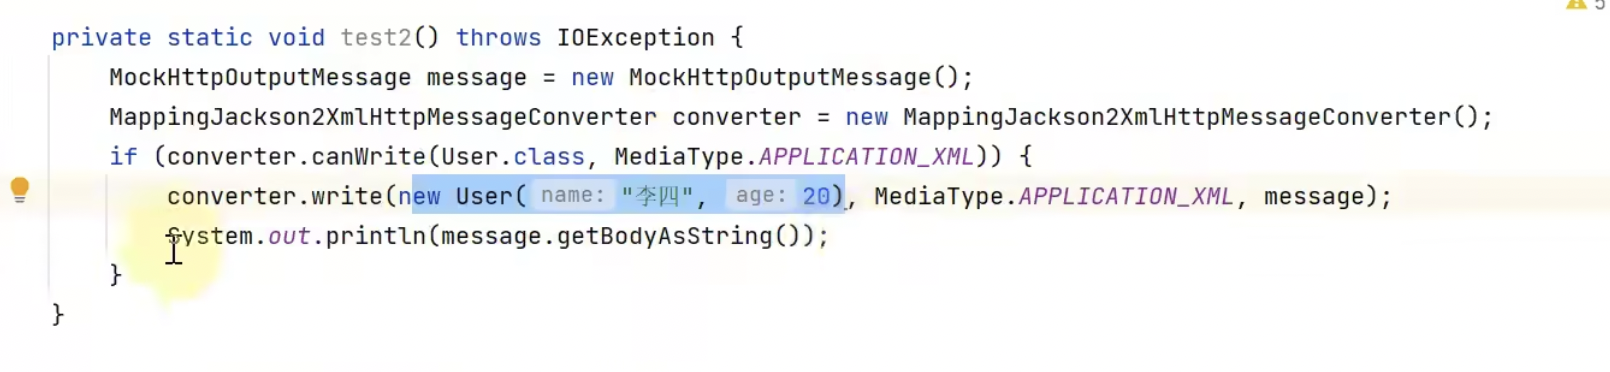 5
private static void test2() throws IOException {
MockHttpOutputMessage message = new MockHttpOutputMessage();
MappingJackson2XmlHttpMessageConverter converter = new MappingJackson2XmlHttpMessageConverter();
if (converter.canWrite(User.class, MediaType.APPLICATION_XML)) {
converter.write(new User( name: "李四", age: 20), MediaType.APPLICATION_XML, message);
System.out.println(message.getBodyAsString());
}
}